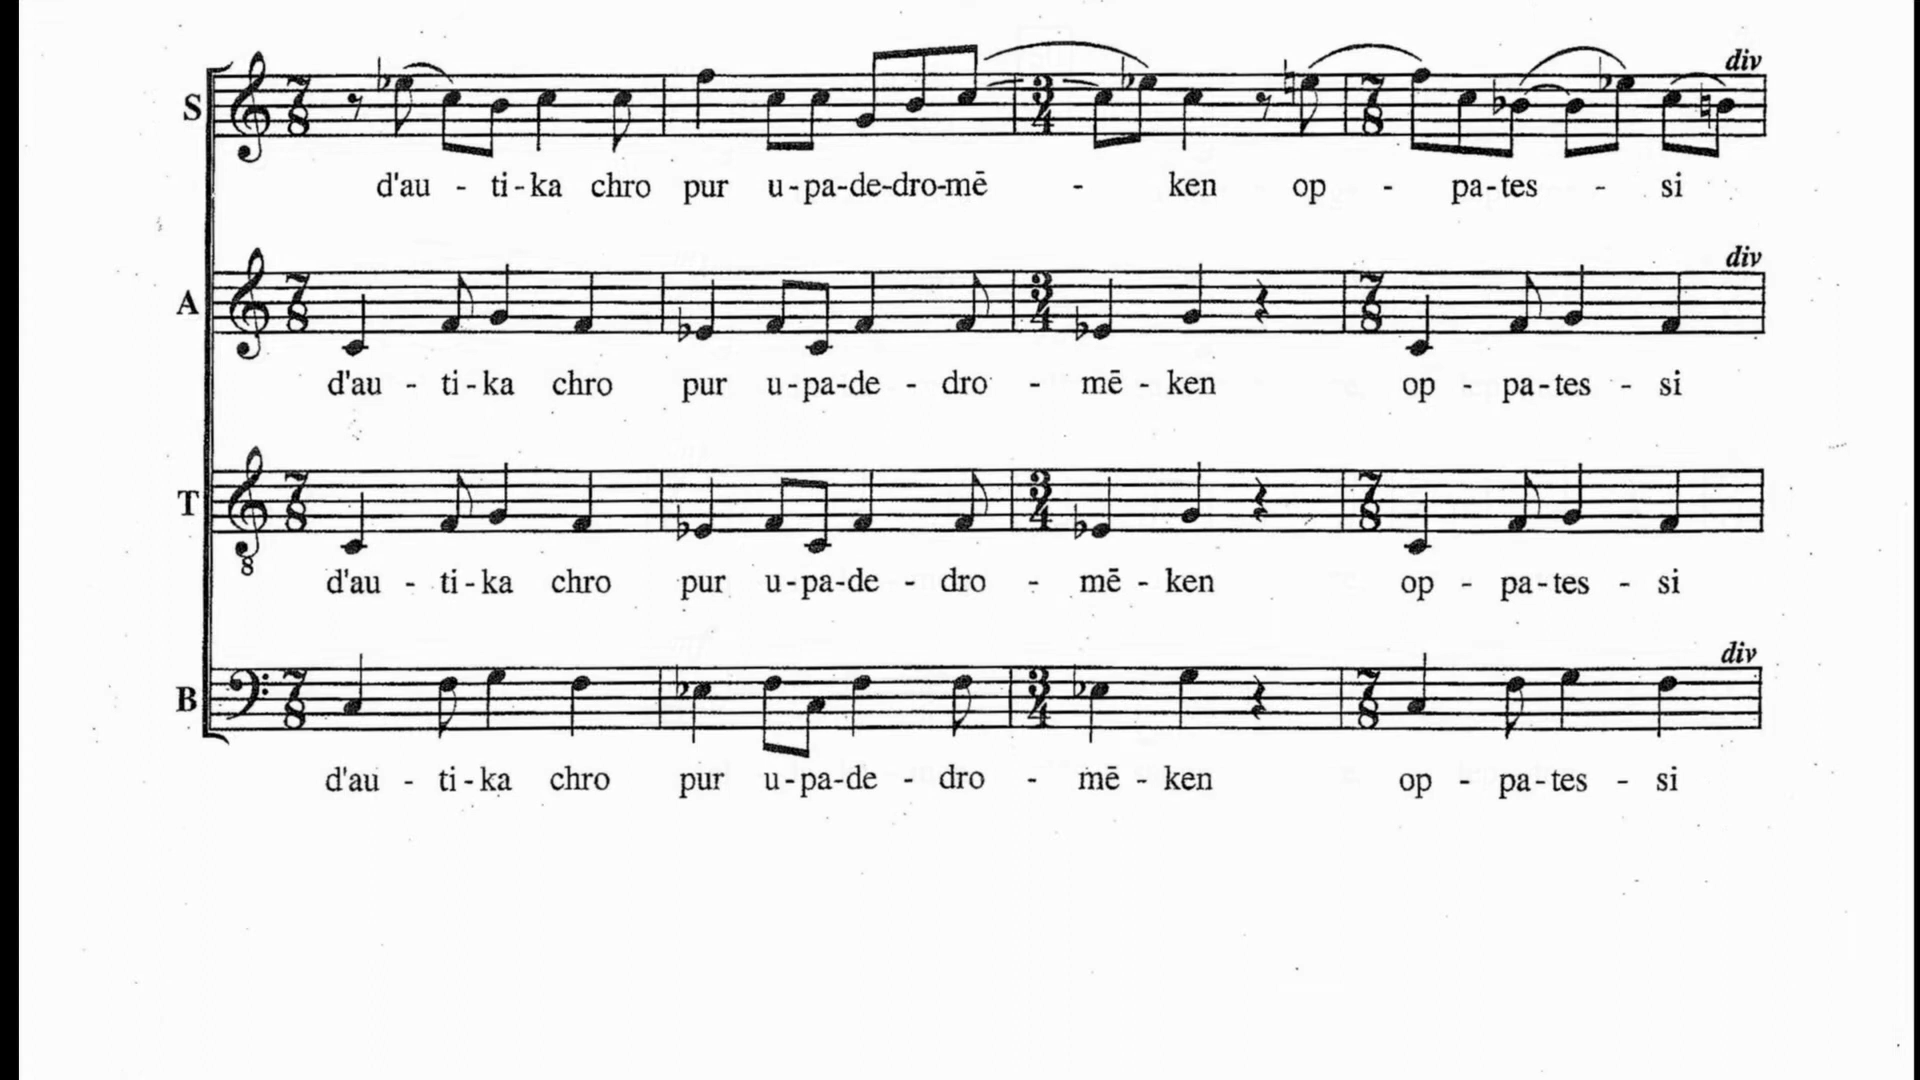 div
S
d'au - ti - ka chro pur u - pa - de - dro - mē - ken op - pa - tes - si
div
A
d'au - ti - ka chro pur u - pa - de - dro - mē - ken op - pa - tes - si
T
8
d'au - ti - ka chro pur u - pa - de - dro - mē - ken op - pa - tes - si
div
B
d'au - ti - ka chro pur u - pa - de - dro - mē - ken op - pa - tes - si